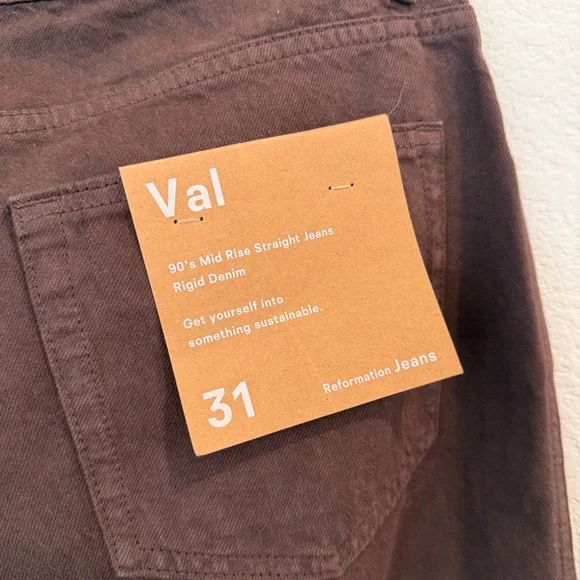 Val
90's Mid Rise Straight Jeans
Rigid Denim
Get yourself into
something sustainable.
31
Reformation Jeans